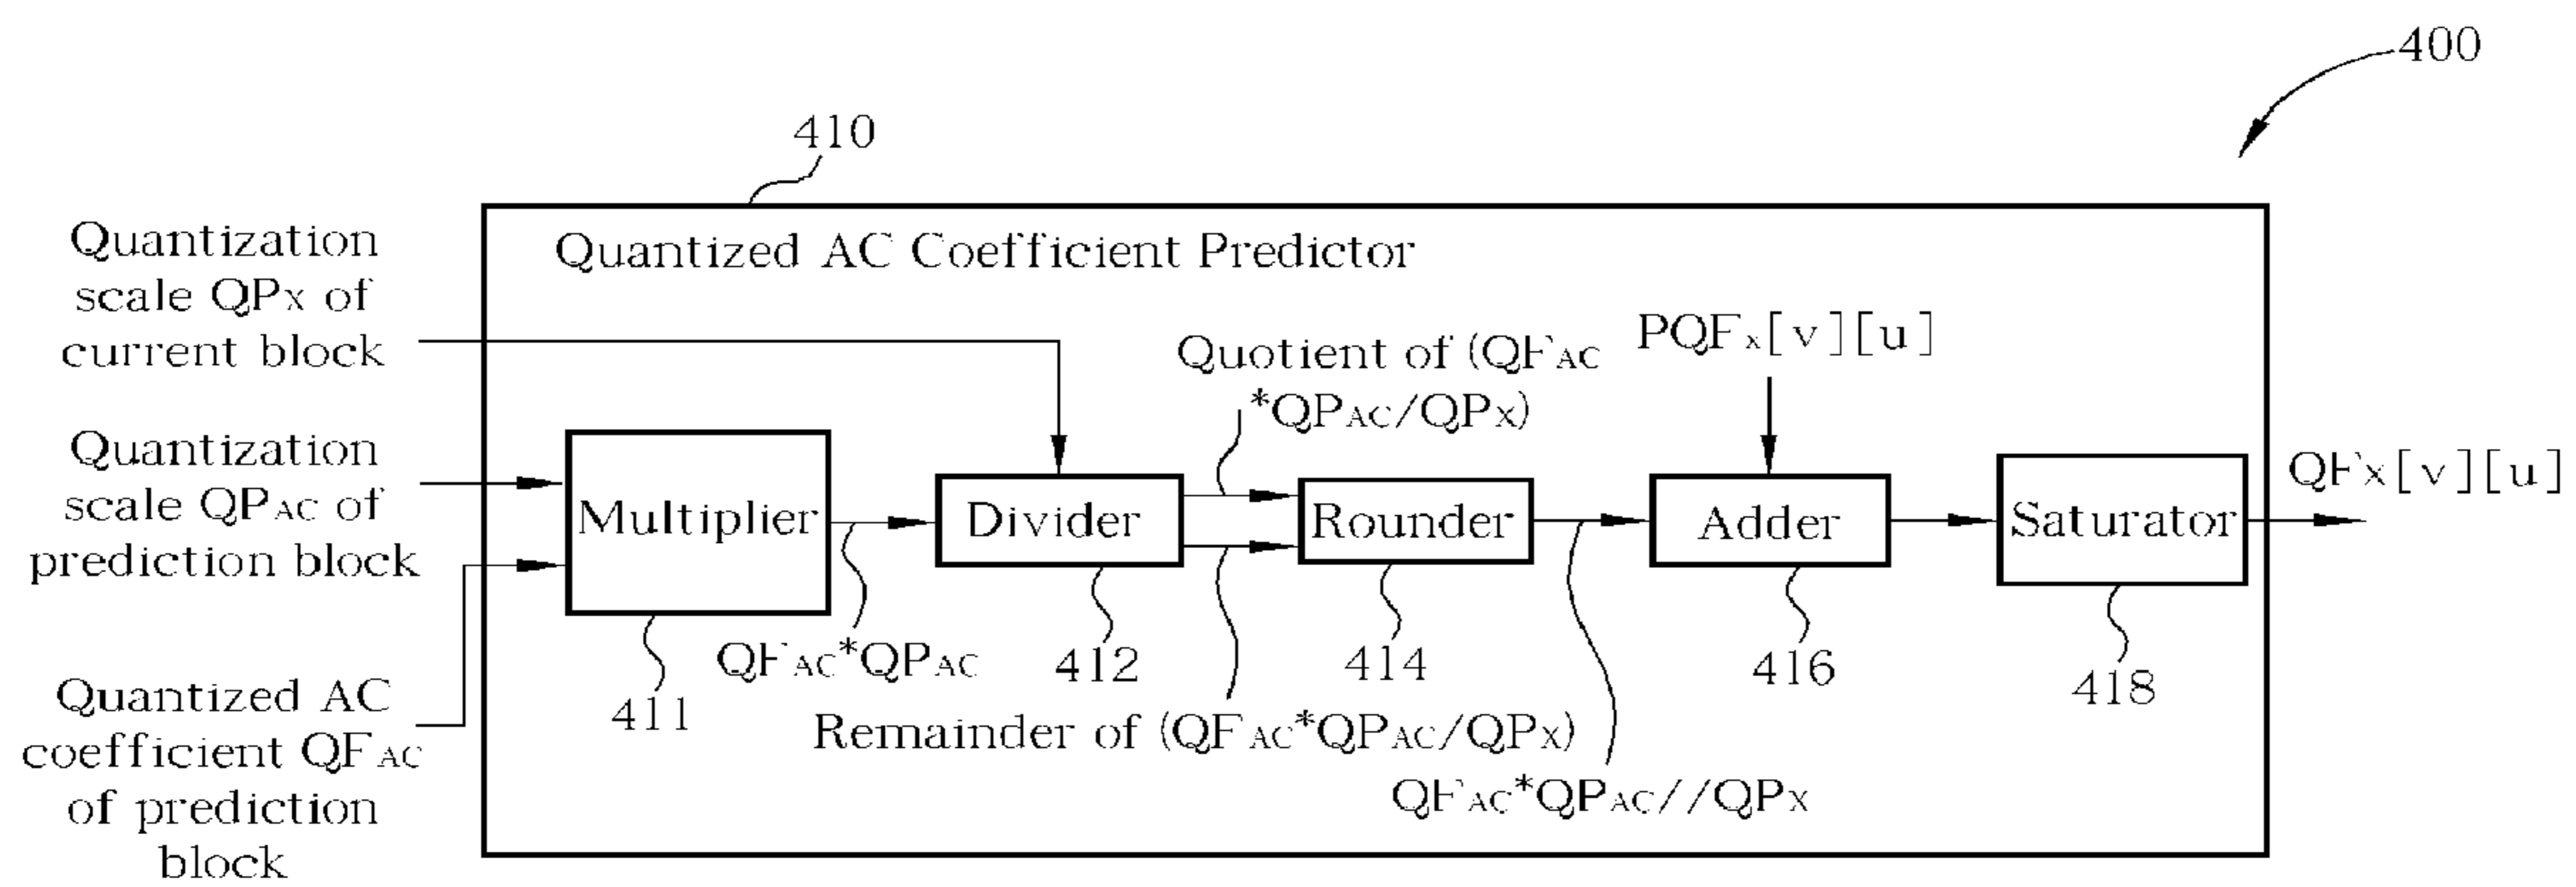 400
410
Quantization
scale QPX of
current block
Quantized AC Coefficient Predictor
Quotient of (QFAC
*QPAC/QPX)
PQFx[v][u]
Quantization
scale QPAC of
prediction block
Multiplier
Divider
Rounder
Adder
Saturator
QFX[v][u]
QFAC*QPAC
411
412
414
416
418
Quantized AC
coefficient QFAC
of prediction
block
Remainder of (QFAC*QPAC/QPX)
QFAC*QPAC//QPX